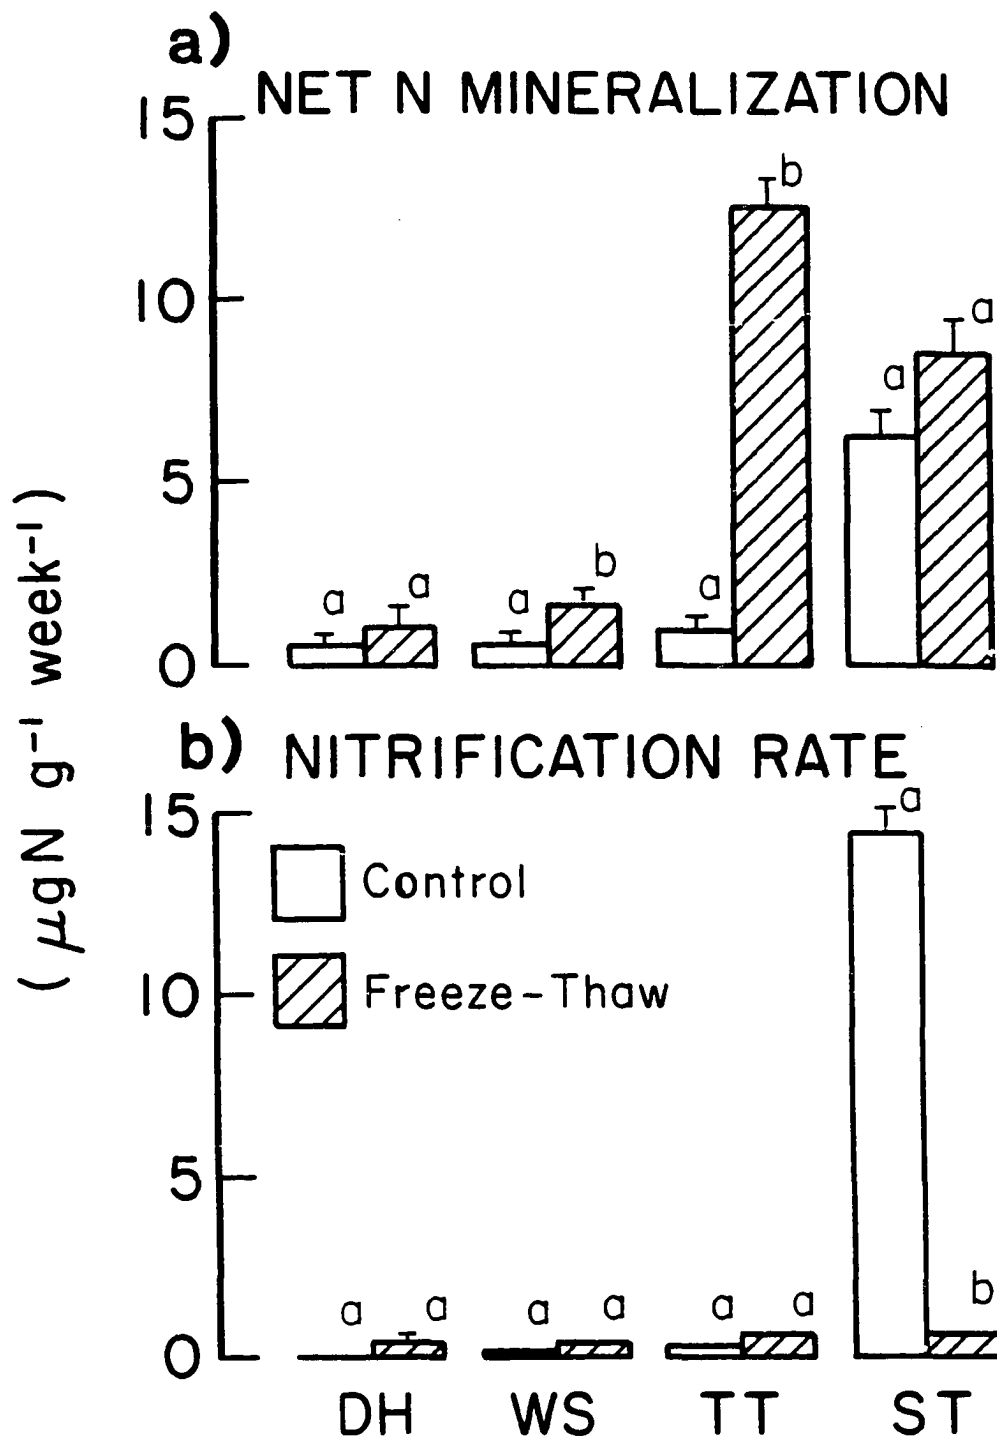 a)
NET N MINERALIZATION
15
10
5
0
a a a b a b a a
(μgN g⁻¹ week⁻¹)
b) NITRIFICATION RATE
15
10
5
0
Control
Freeze-Thaw
a a a a a a a b
DH WS TT ST